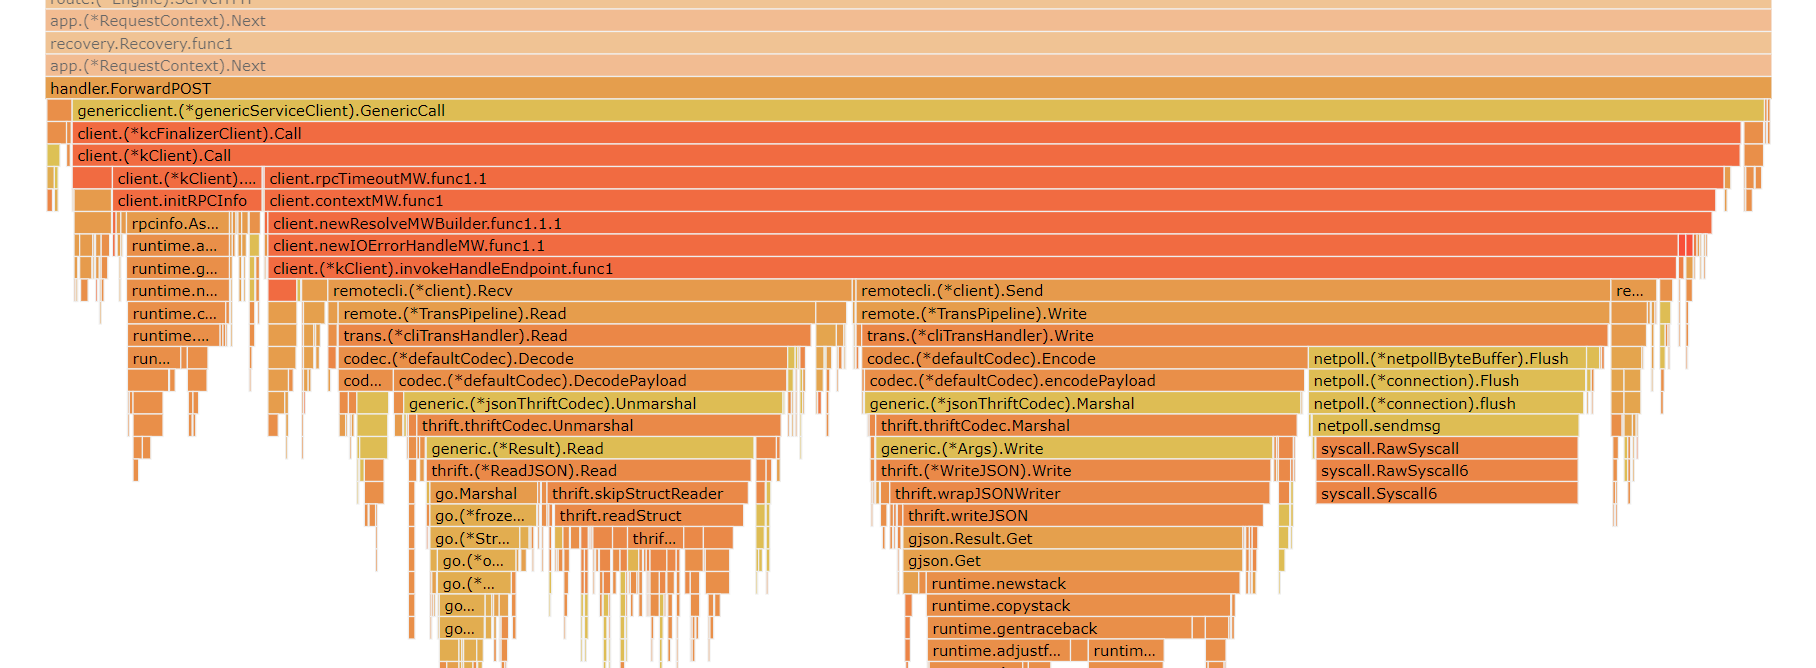 app.(*RequestContext).Next
recovery.Recovery.func1
app.(*RequestContext).Next
handler.ForwardPOST
genericclient.(*genericServiceClient).GenericCall
client.(*kcFinalizerClient).Call
client.(*kClient).Call
client.(*kClient).... client.rpcTimeoutMW.func1.1
client.initRPCInfo client.contextMW.func1
rpcinfo.As... client.newResolveMWBuilder.func1.1.1
runtime.a... client.newIOErrorHandleMW.func1.1
runtime.g... client.(*kClient).invokeHandleEndpoint.func1
runtime.n... remotecli.(*client).Recv remotecli.(*client).Send re...
runtime.c... remote.(*TransPipeline).Read remote.(*TransPipeline).Write
runtime.... trans.(*cliTransHandler).Read trans.(*cliTransHandler).Write
run... codec.(*defaultCodec).Decode codec.(*defaultCodec).Encode netpoll.(*netpollByteBuffer).Flush
cod... codec.(*defaultCodec).DecodePayload codec.(*defaultCodec).encodePayload netpoll.(*connection).Flush
generic.(*jsonThriftCodec).Unmarshal generic.(*jsonThriftCodec).Marshal netpoll.(*connection).flush
thrift.thriftCodec.Unmarshal thrift.thriftCodec.Marshal netpoll.sendmsg
generic.(*Result).Read generic.(*Args).Write syscall.RawSyscall
thrift.(*ReadJSON).Read thrift.(*WriteJSON).Write syscall.RawSyscall6
go.Marshal thrift.skipStructReader thrift.wrapJSONWriter syscall.Syscall6
go.(*froze... thrift.readStruct thrift.writeJSON
go.(*Str... thrif... gjson.Result.Get
go.(*o... gjson.Get
go.(*... runtime.newstack
go... runtime.copystack
go... runtime.gentraceback
runtime.adjustf... runtim...